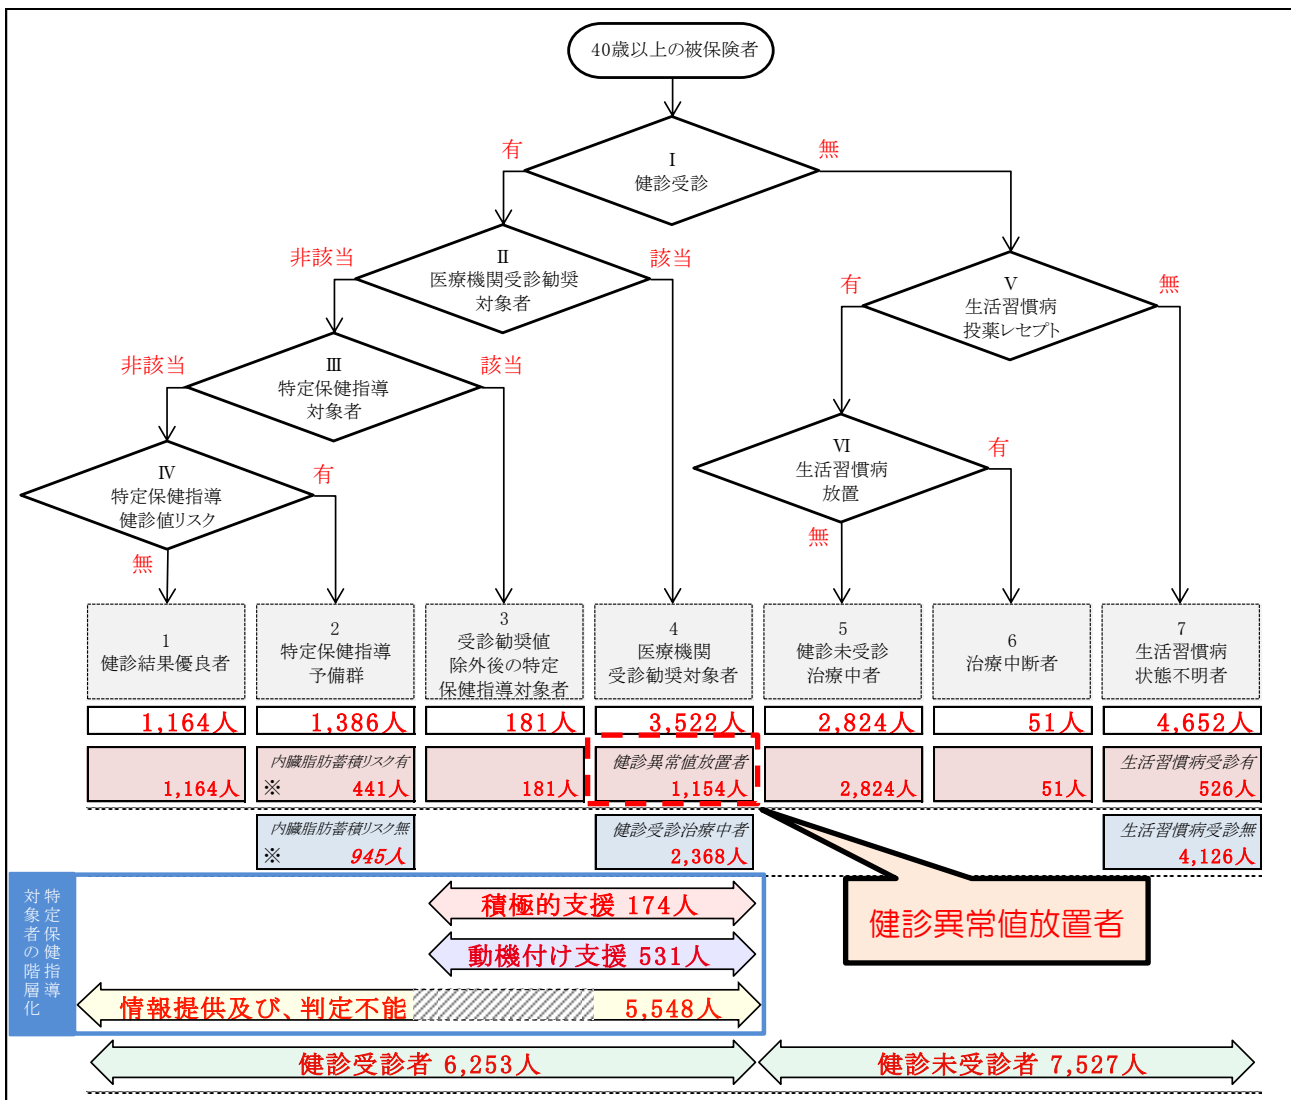 40歳以上の被保険者
有
Ⅰ
健診受診
無
非該当
Ⅱ
医療機関受診勧奨
対象者
該当
有
Ⅴ
生活習慣病
投薬レセプト
無
非該当
Ⅲ
特定保健指導
対象者
該当
Ⅳ
特定保健指導
健診値リスク
有
無
Ⅵ
生活習慣病
放置
有
無
1
健診結果優良者
2
特定保健指導
予備群
3
受診勧奨値
除外後の特定
保健指導対象者
4
医療機関
受診勧奨対象者
5
健診未受診
治療中者
6
治療中断者
7
生活習慣病
状態不明者
1,164人
1,386人
181人
3,522人
2,824人
51人
4,652人
1,164人
内臓脂肪蓄積リスク有
※ 441人
181人
健診異常値放置者
1,154人
2,824人
51人
生活習慣病受診有
526人
内臓脂肪蓄積リスク無
※ 945人
健診受診治療中者
2,368人
生活習慣病受診無
4,126人
健診異常値放置者
特定保健指導
対象者の階層化
積極的支援 174人
動機付け支援 531人
情報提供及び、判定不能 5,548人
健診受診者 6,253人
健診未受診者 7,527人